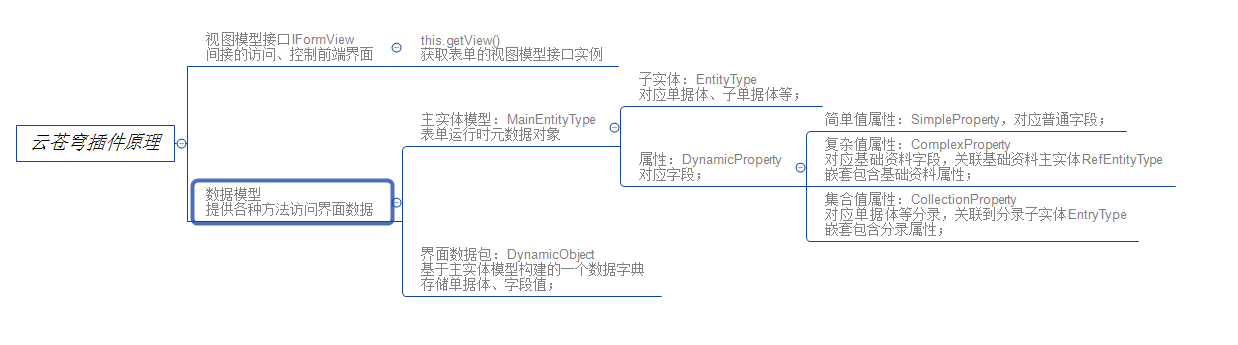 云苍穹插件原理
视图模型接口IFormView
间接的访问、控制前端界面
this.getView()
获取表单的视图模型接口实例
数据模型
提供各种方法访问界面数据
主实体模型：MainEntityType
表单运行时元数据对象
子实体：EntityType
对应单据体、子单据体等；
属性：DynamicProperty
对应字段；
简单值属性：SimpleProperty，对应普通字段；
复杂值属性：ComplexProperty
对应基础资料字段，关联基础资料主实体RefEntityType
嵌套包含基础资料属性；
集合值属性：CollectionProperty
对应单据体等分录，关联到分录子实体EntryType
嵌套包含分录属性；
界面数据包：DynamicObject
基于主实体模型构建的一个数据字典
存储单据体、字段值；